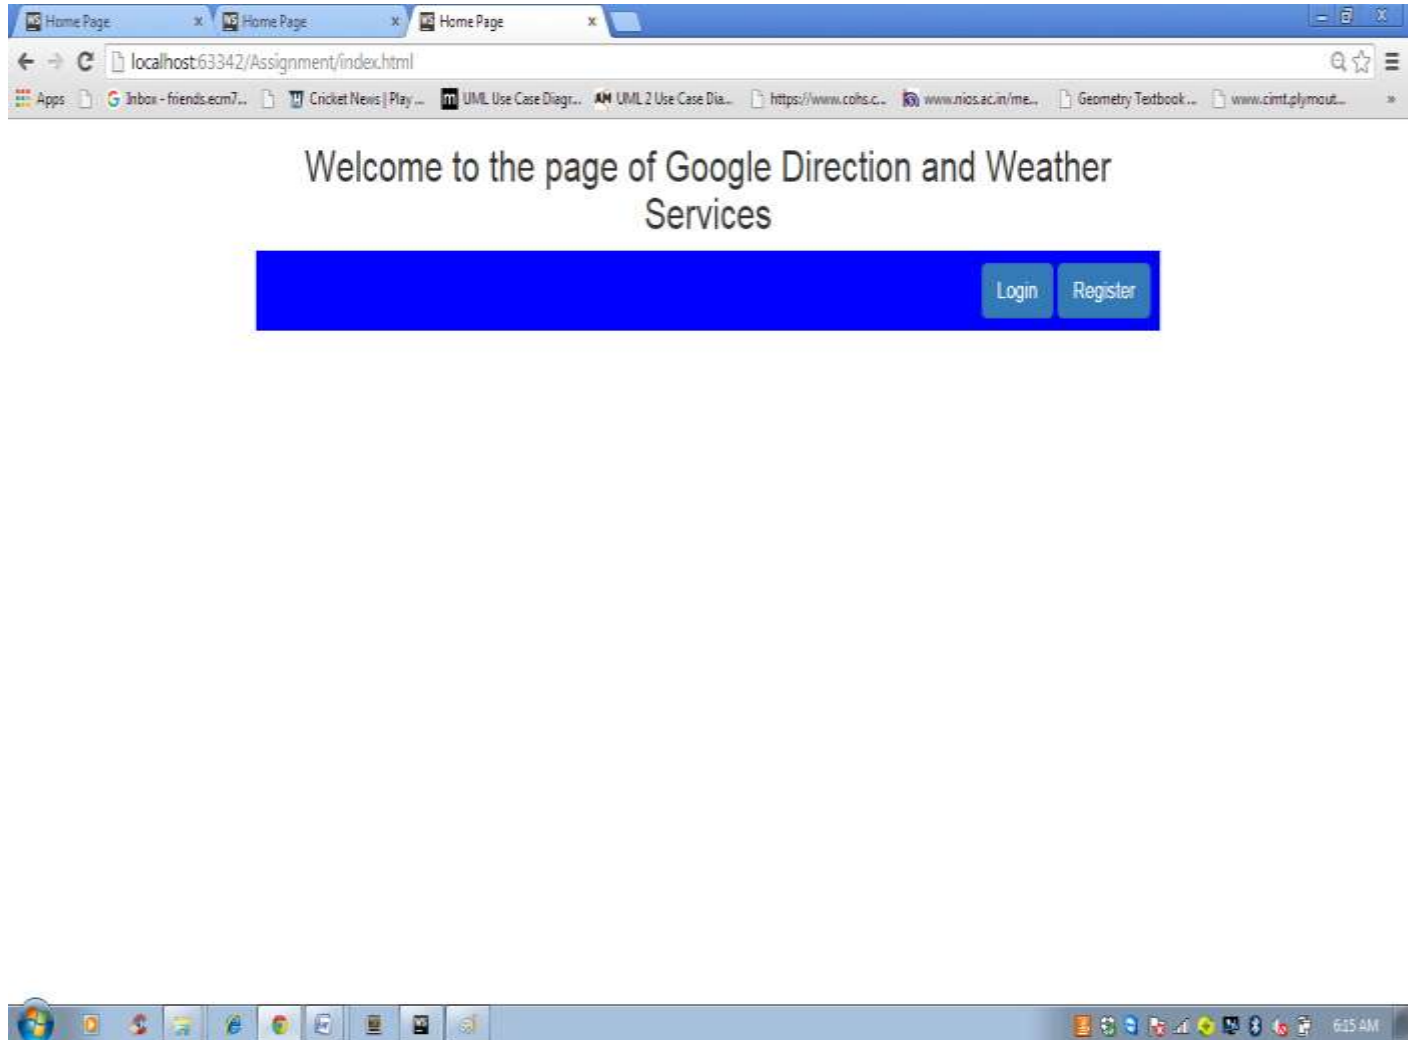 Home Page Home Page Home Page
localhost:63342/Assignment/index.html
Apps Inbox - friends.ecm7... Cricket News | Play ... UML Use Case Diagr... UML 2 Use Case Dia... https://www.cohs.c... www.nios.ac.in/me... Geometry Textbook ... www.cimt.plymout... »
Welcome to the page of Google Direction and Weather
Services
Login Register
6:15 AM